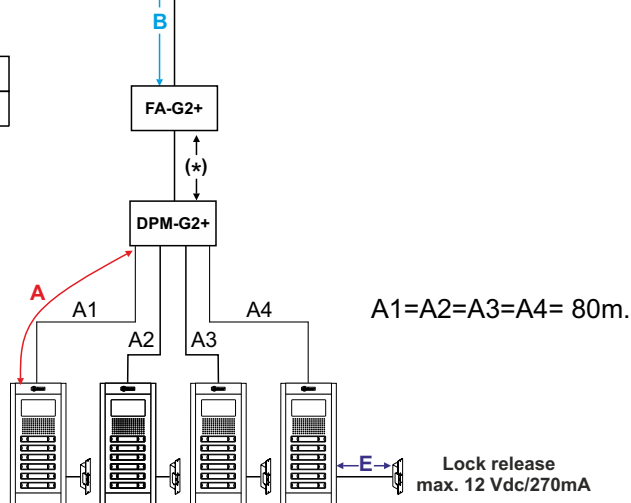 B
FA-G2+
(*)
DPM-G2+
A
A1
A2
A3
A4
A1=A2=A3=A4= 80m.
E
Lock release
max. 12 Vdc/270mA